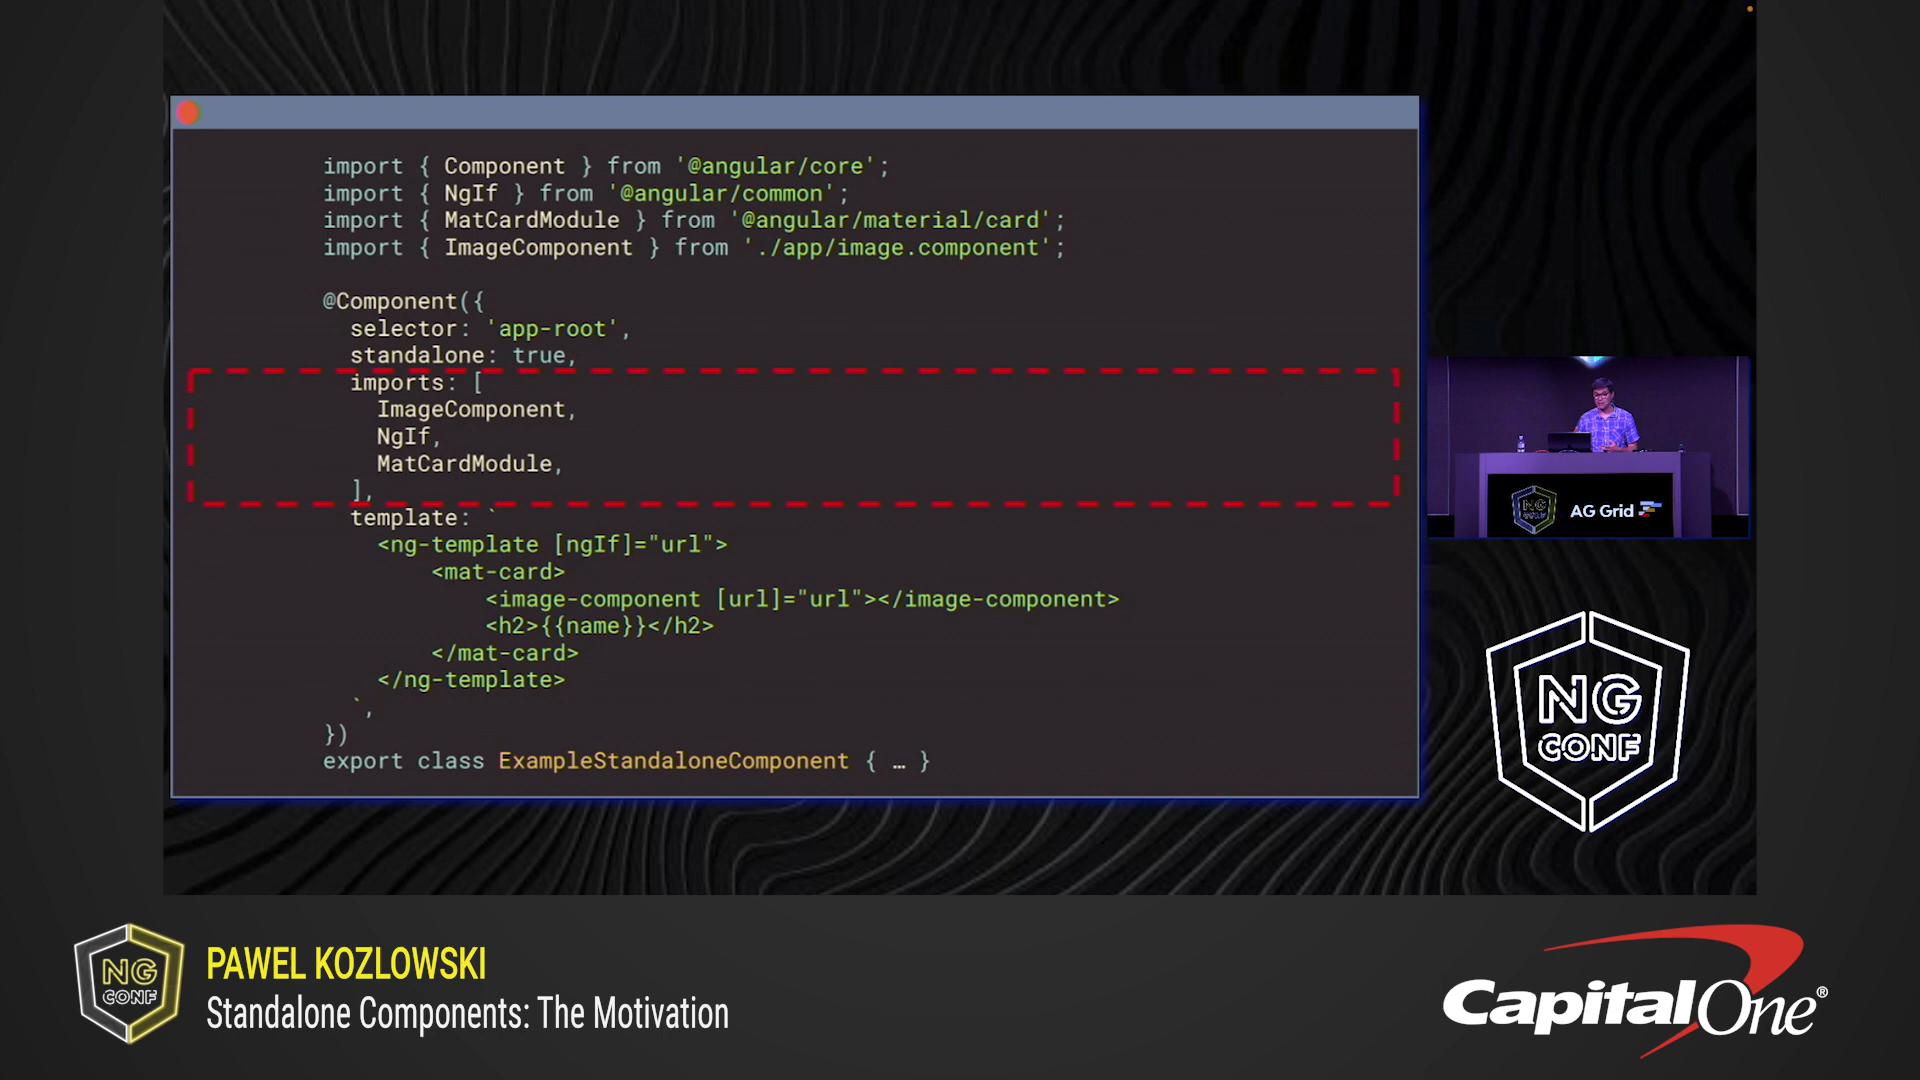 import { Component } from '@angular/core';
import { NgIf } from '@angular/common';
import { MatCardModule } from '@angular/material/card';
import { ImageComponent } from './app/image.component';
@Component({
selector: 'app-root',
standalone: true,
imports: [
ImageComponent,
NgIf,
MatCardModule,
],
template: `
<ng-template [ngIf]="url">
<mat-card>
<image-component [url]="url"></image-component>
<h2>{{name}}</h2>
</mat-card>
</ng-template>
`,
})
export class ExampleStandaloneComponent { … }
NG
CONF
AG Grid
NG
CONF
NG
CONF
PAWEL KOZLOWSKI
Standalone Components: The Motivation
CapitalOne®